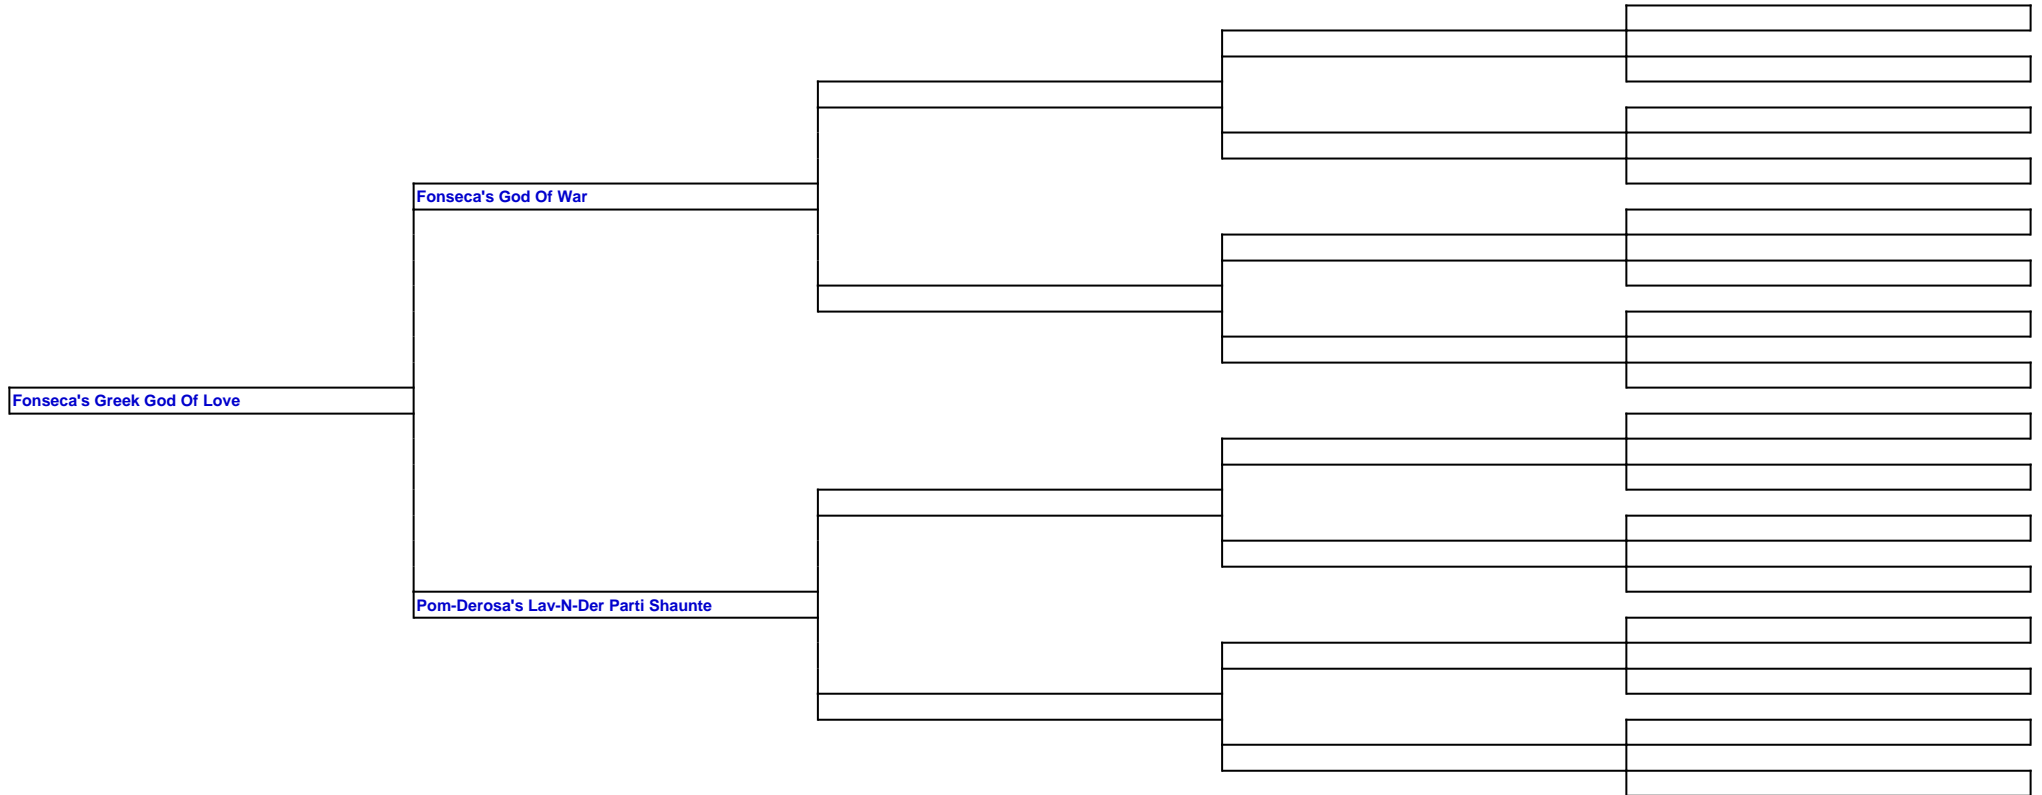 Fonseca's God Of War
Fonseca's Greek God Of Love
Pom-Derosa's Lav-N-Der Parti Shaunte